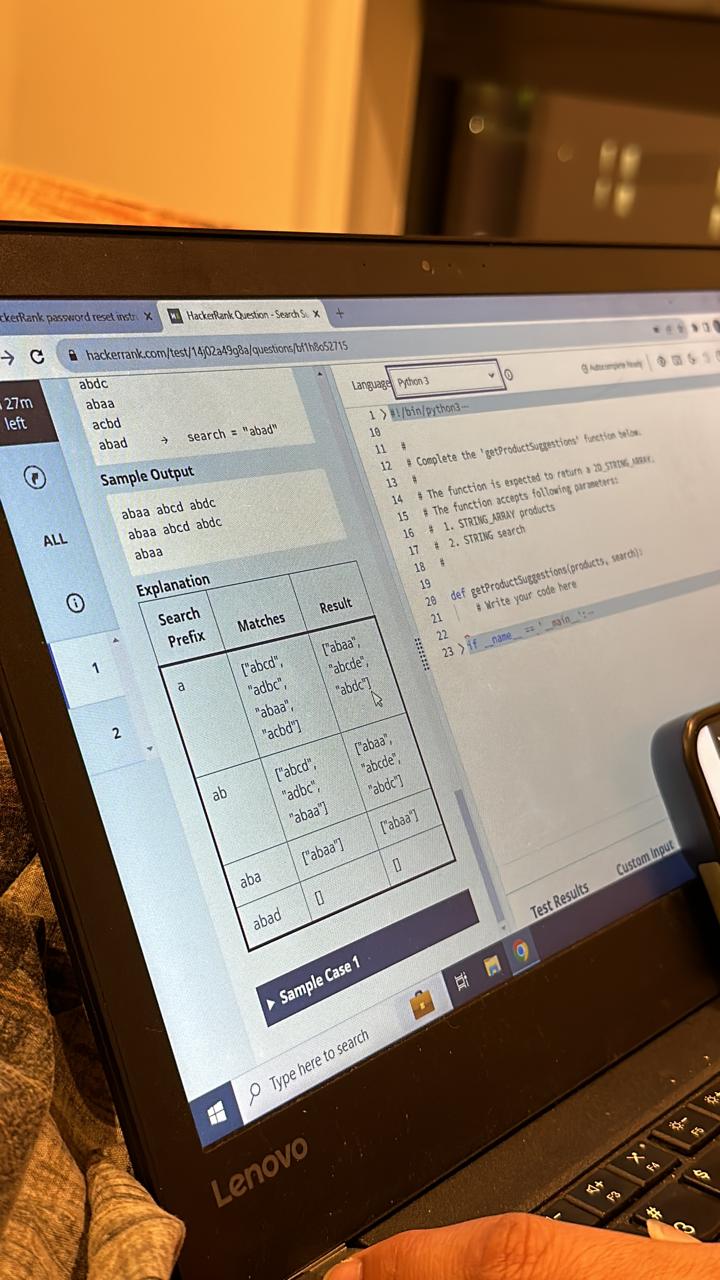 ckerRank password reset instr
HackerRank Question - Search Su
hackerrank.com/test/14j02a49g8a/questions/bf1h8o52715
27m
left
ALL
1
2
abdc
abaa
acbd
abad → search = "abad"
Sample Output
abaa abcd abdc
abaa abcd abdc
abaa
Explanation
Search Prefix
Matches
Result
a
["abcd",
"adbc",
"abaa",
"acbd"]
["abaa",
"abcde",
"abdc"]
ab
["abcd",
"adbc",
"abaa"]
["abaa",
"abcde",
"abdc"]
aba
["abaa"]
["abaa"]
abad
[]
[]
▸ Sample Case 1
Language
Python 3
Autocomplete Ready
1 #!/bin/python3
10
11 #
12 # Complete the 'getProductSuggestions' function below.
13 #
14 # The function is expected to return a 2D_STRING_ARRAY.
15 # The function accepts following parameters:
16 # 1. STRING_ARRAY products
17 # 2. STRING search
18 #
19
20 def getProductSuggestions(products, search):
21 # Write your code here
22
23 if __name__ == '__main__':
Test Results
Custom Input
Type here to search
Lenovo
F3
F4
F5
#
3
$